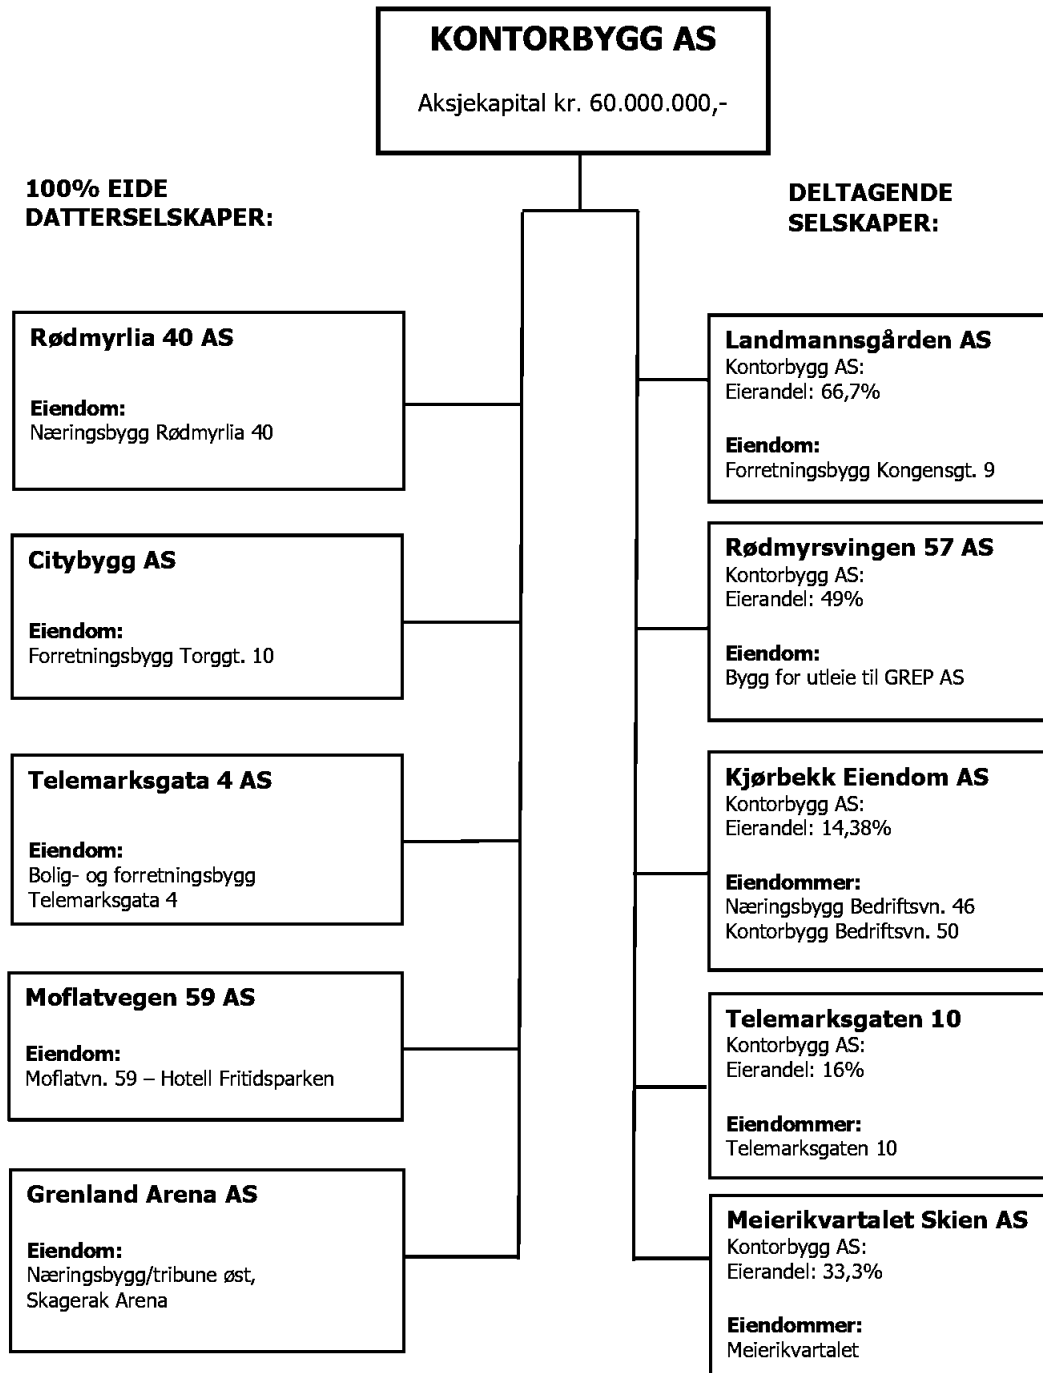 KONTORBYGG AS
Aksjekapital kr. 60.000.000,-
100% EIDE
DATTERSELSKAPER:
Rødmyrlia 40 AS
Eiendom:
Næringsbygg Rødmyrlia 40
Citybygg AS
Eiendom:
Forretningsbygg Torggt. 10
Telemarksgata 4 AS
Eiendom:
Bolig- og forretningsbygg
Telemarksgata 4
Moflatvegen 59 AS
Eiendom:
Moflatvn. 59 – Hotell Fritidsparken
Grenland Arena AS
Eiendom:
Næringsbygg/tribune øst,
Skagerak Arena
DELTAGENDE
SELSKAPER:
Landmannsgården AS
Kontorbygg AS:
Eierandel: 66,7%
Eiendom:
Forretningsbygg Kongensgt. 9
Rødmyrsvingen 57 AS
Kontorbygg AS:
Eierandel: 49%
Eiendom:
Bygg for utleie til GREP AS
Kjørbekk Eiendom AS
Kontorbygg AS:
Eierandel: 14,38%
Eiendommer:
Næringsbygg Bedriftsvn. 46
Kontorbygg Bedriftsvn. 50
Telemarksgaten 10
Kontorbygg AS:
Eierandel: 16%
Eiendommer:
Telemarksgaten 10
Meierikvartalet Skien AS
Kontorbygg AS:
Eierandel: 33,3%
Eiendommer:
Meierikvartalet